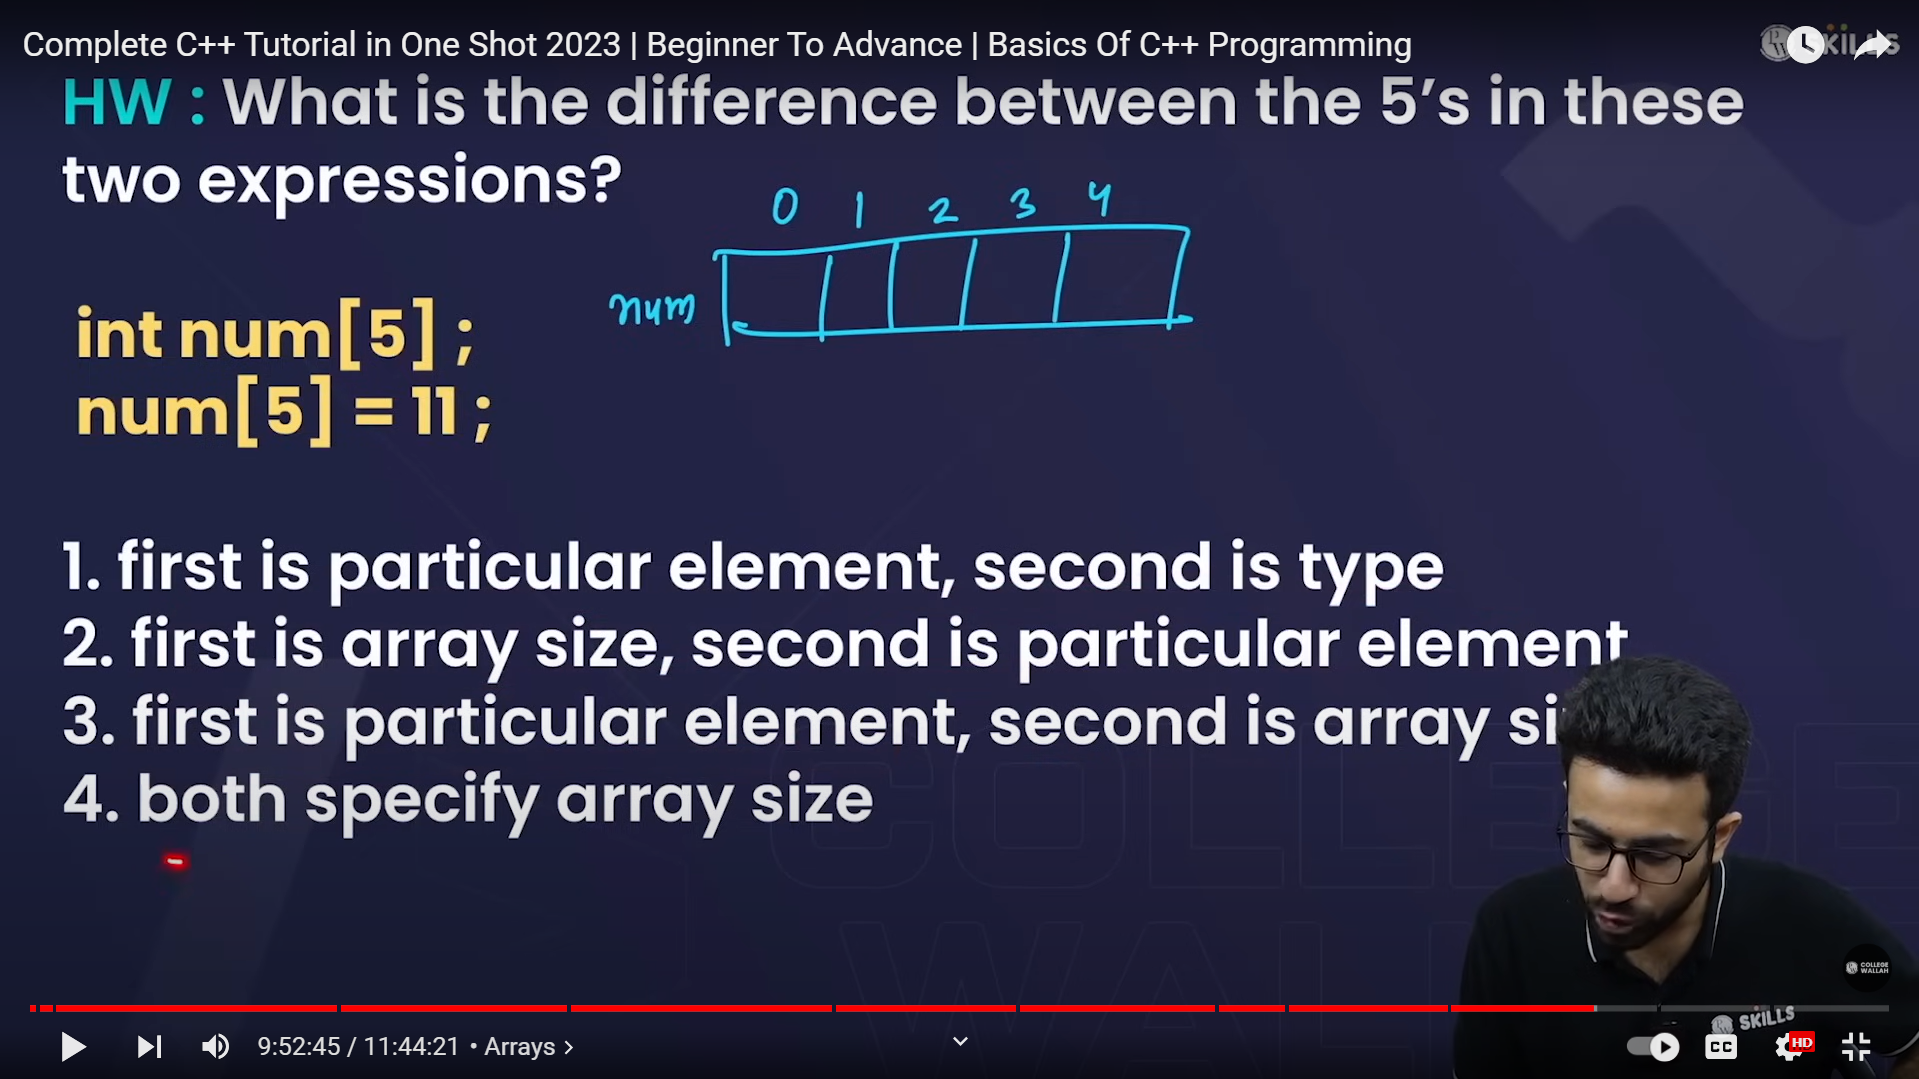 Complete C++ Tutorial in One Shot 2023 | Beginner To Advance | Basics Of C++ Programming
SKILLS
HW : What is the difference between the 5's in these
two expressions?
0 1 2 3 4
num
int num[5] ;
num[5] = 11 ;
1. first is particular element, second is type
2. first is array size, second is particular element
3. first is particular element, second is array si
4. both specify array size
COLLEGE
WALLAH
COLLEGE
WALLAH
SKILLS
9:52:45 / 11:44:21 • Arrays ›
CC
HD